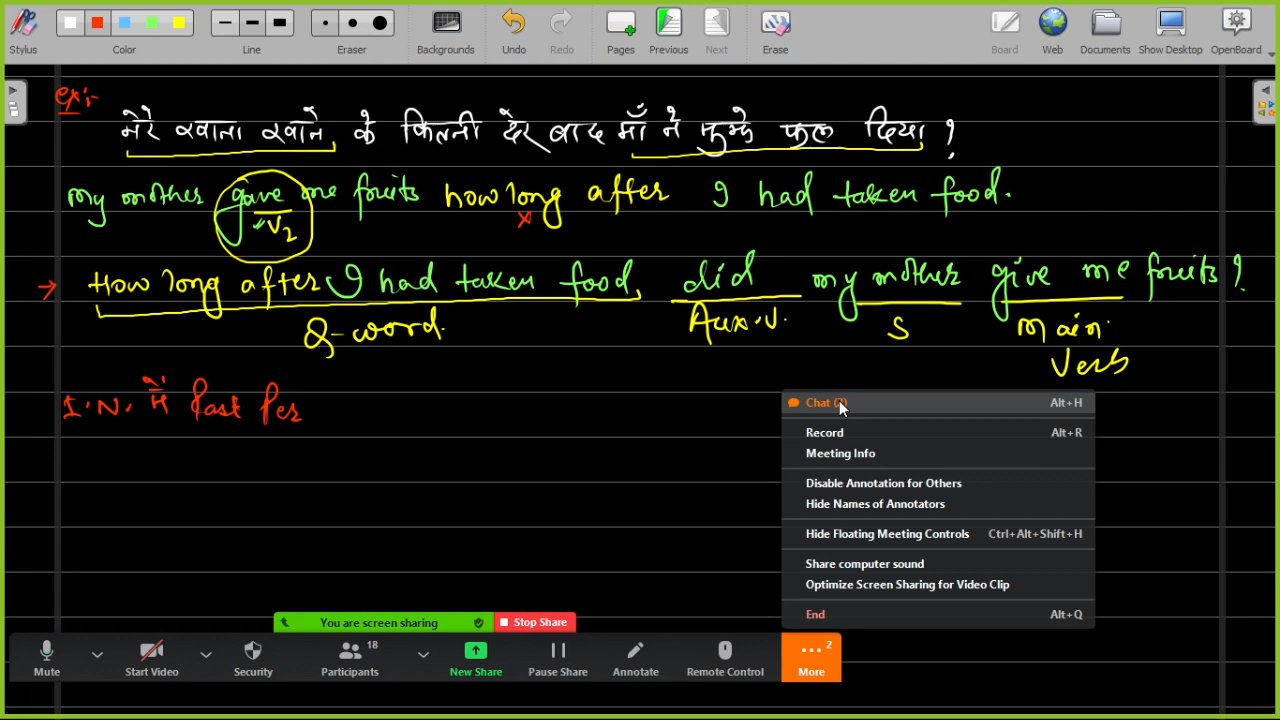 Stylus Color Line Eraser Backgrounds Undo Redo Pages Previous Next Erase Board Web Documents Show Desktop OpenBoard
ex:-
मेरे खाना खाने के कितनी देर बाद माँ ने मुझे फल दिया ?
my mother gave me fruits how long after I had taken food.
V2
How long after I had taken food, did my mother give me fruits ?
Q-word. Aux.v. S main
Verb
I.N. में Past Per
Chat (2) Alt+H
Record Alt+R
Meeting Info
Disable Annotation for Others
Hide Names of Annotators
Hide Floating Meeting Controls Ctrl+Alt+Shift+H
Share computer sound
Optimize Screen Sharing for Video Clip
End Alt+Q
You are screen sharing Stop Share
18 2
Mute Start Video Security Participants New Share Pause Share Annotate Remote Control More